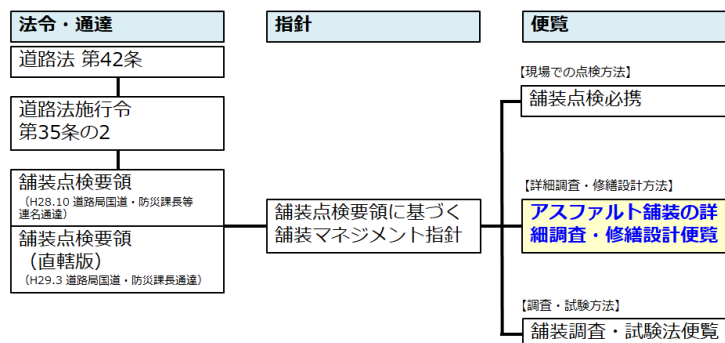 法令・通達
道路法 第42条
道路法施行令
第35条の2
舗装点検要領
（H28.10 道路局国道・防災課長等
連名通達）
舗装点検要領
（直轄版）
（H29.3 道路局国道・防災課長通達）
指針
舗装点検要領に基づく
舗装マネジメント指針
便覧
【現場での点検方法】
舗装点検必携
【詳細調査・修繕設計方法】
アスファルト舗装の詳
細調査・修繕設計便覧
【調査・試験方法】
舗装調査・試験法便覧